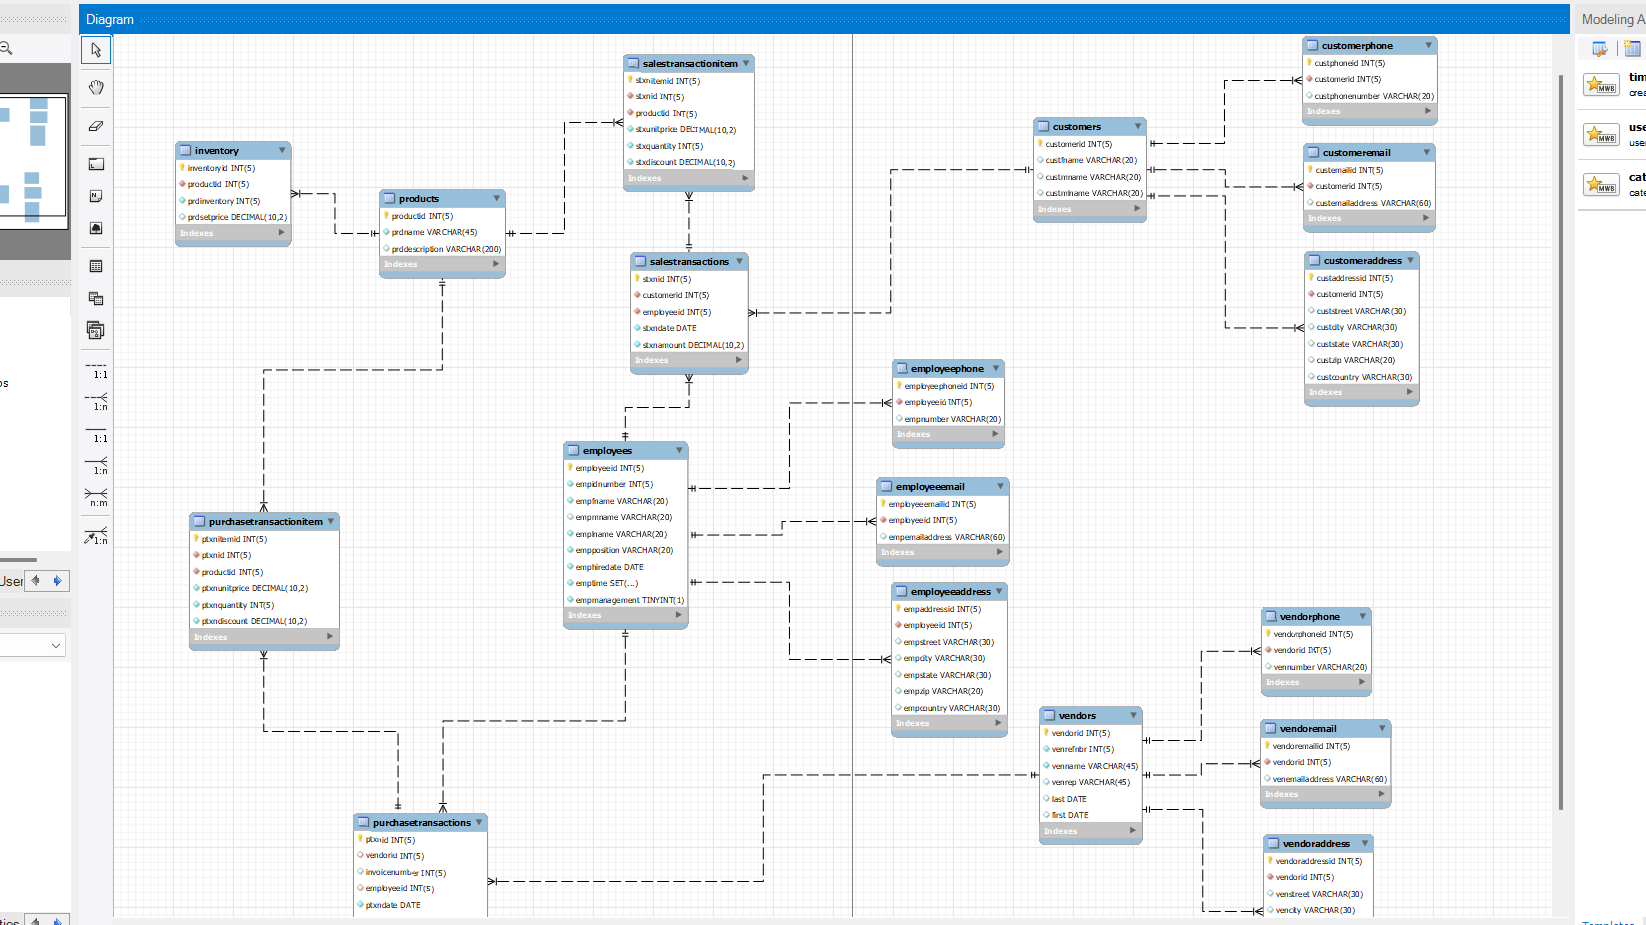 Diagram
Modeling A
salestransactionitem
stxnitemid INT(5)
stxnid INT(5)
productid INT(5)
stxunitprice DECIMAL(10,2)
stxquantity INT(5)
stxdiscount DECIMAL(10,2)
Indexes
customerphone
custphoneid INT(5)
customerid INT(5)
custphonenumber VARCHAR(20)
Indexes
customers
customerid INT(5)
custfname VARCHAR(20)
custmname VARCHAR(20)
custmlname VARCHAR(20)
Indexes
customeremail
custemailid INT(5)
customerid INT(5)
custemailaddress VARCHAR(60)
Indexes
inventory
inventoryid INT(5)
productid INT(5)
prdinventory INT(5)
prdsetprice DECIMAL(10,2)
Indexes
products
productid INT(5)
prdname VARCHAR(45)
prddescription VARCHAR(200)
Indexes
salestransactions
stxnid INT(5)
customerid INT(5)
employeeid INT(5)
stxndate DATE
stxnamount DECIMAL(10,2)
Indexes
customeraddress
custaddressid INT(5)
customerid INT(5)
custstreet VARCHAR(30)
custcity VARCHAR(30)
custstate VARCHAR(30)
custzip VARCHAR(20)
custcountry VARCHAR(30)
Indexes
employeephone
employeephoneid INT(5)
employeeid INT(5)
empnumber VARCHAR(20)
Indexes
employees
employeeid INT(5)
empidnumber INT(5)
empfname VARCHAR(20)
empmname VARCHAR(20)
emplname VARCHAR(20)
empposition VARCHAR(20)
emphiredate DATE
emptime SET(...)
empmanagement TINYINT(1)
Indexes
employeeemail
employeeemailid INT(5)
employeeid INT(5)
empemailaddress VARCHAR(60)
Indexes
purchasetransactionitem
ptxnitemid INT(5)
ptxnid INT(5)
productid INT(5)
ptxnunitprice DECIMAL(10,2)
ptxnquantity INT(5)
ptxndiscount DECIMAL(10,2)
Indexes
employeeaddress
empaddressid INT(5)
employeeid INT(5)
empstreet VARCHAR(30)
empcity VARCHAR(30)
empstate VARCHAR(30)
empzip VARCHAR(20)
empcountry VARCHAR(30)
Indexes
vendorphone
vendorphoneid INT(5)
vendorid INT(5)
vennumber VARCHAR(20)
Indexes
vendors
vendorid INT(5)
venrefnbr INT(5)
venname VARCHAR(45)
venrep VARCHAR(45)
last DATE
first DATE
Indexes
vendoremail
vendoremailid INT(5)
vendorid INT(5)
venemailaddress VARCHAR(60)
Indexes
purchasetransactions
ptxnid INT(5)
vendorid INT(5)
invoicenumber INT(5)
employeeid INT(5)
ptxndate DATE
vendoraddress
vendoraddressid INT(5)
vendorid INT(5)
venstreet VARCHAR(30)
vencity VARCHAR(30)
1:1
1:n
1:1
1:n
n:m
1:n
User
MWB
tim
crea
MWB
use
user
MWB
cat
cate